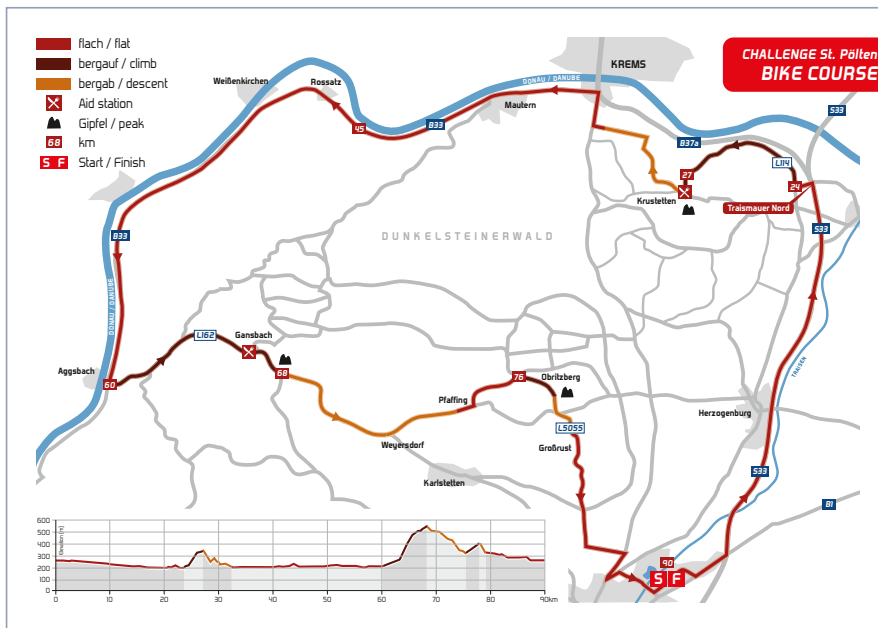 flach / flat
bergauf / climb
bergab / descent
Aid station
Gipfel / peak
68 km
S F Start / Finish
CHALLENGE St. Pölten
BIKE COURSE
KREMS
DONAU / DANUBE
Weißenkirchen
Rossatz
Mautern
45
B33
S33
B37a
L114
27
24
Krustetten
Traismauer Nord
S33
B33
DUNKELSTEINERWALD
DONAU / DANUBE
L162
Gansbach
TRAISEN
Aggsbach
60
68
76
Obritzberg
Pfaffing
Herzogenburg
L5055
Weyersdorf
Großrust
Karlstetten
S33
B1
90
S F
600
500
400
300
200
100
0
Elevation [m]
0 10 20 30 40 50 60 70 80 90km